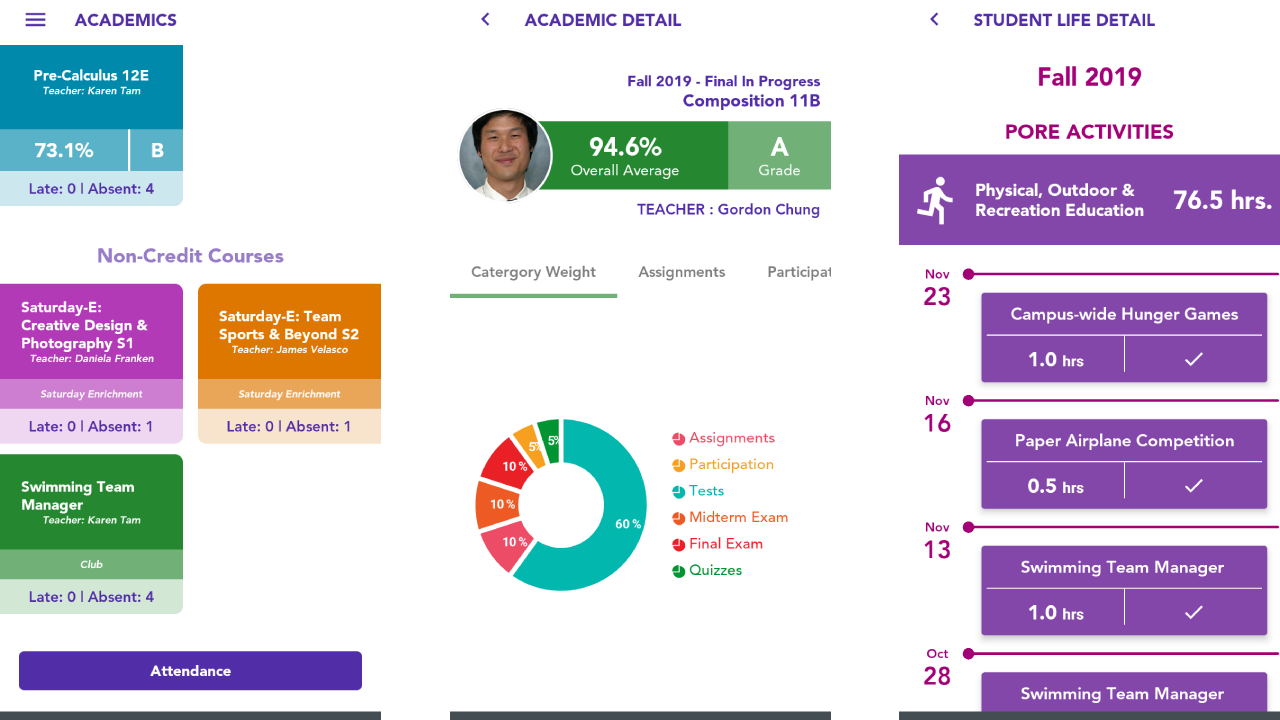 ACADEMICS
Pre-Calculus 12E
Teacher: Karen Tam
73.1%
B
Late: 0 | Absent: 4
Non-Credit Courses
Saturday-E:
Creative Design &
Photography S1
Teacher: Daniela Franken
Saturday Enrichment
Late: 0 | Absent: 1
Saturday-E: Team
Sports & Beyond S2
Teacher: James Velasco
Saturday Enrichment
Late: 0 | Absent: 1
Swimming Team
Manager
Teacher: Karen Tam
Club
Late: 0 | Absent: 4
Attendance
ACADEMIC DETAIL
Fall 2019 - Final In Progress
Composition 11B
94.6%
Overall Average
A
Grade
TEACHER : Gordon Chung
Catergory Weight
Assignments
Participat
5%
5%
10 %
10 %
10 %
60 %
Assignments
Participation
Tests
Midterm Exam
Final Exam
Quizzes
STUDENT LIFE DETAIL
Fall 2019
PORE ACTIVITIES
Physical, Outdoor &
Recreation Education
76.5 hrs.
Nov
23
Campus-wide Hunger Games
1.0 hrs
Nov
16
Paper Airplane Competition
0.5 hrs
Nov
13
Swimming Team Manager
1.0 hrs
Oct
28
Swimming Team Manager